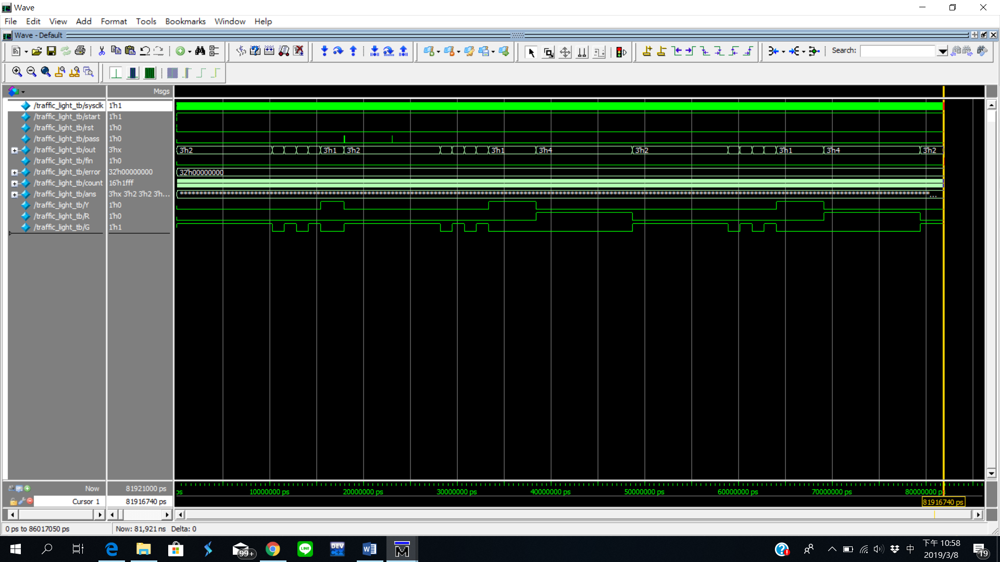 Wave
File Edit View Add Format Tools Bookmarks Window Help
Wave - Default
Search:
Msgs
/traffic_light_tb/sysclk 1'h1
/traffic_light_tb/start 1'h1
/traffic_light_tb/rst 1'h0
/traffic_light_tb/pass 1'h0
/traffic_light_tb/out 3'hx 3'h2 3'h1 3'h2 3'h1 3'h4 3'h2 3'h1 3'h4 3'h2
/traffic_light_tb/fin 1'h0
/traffic_light_tb/error 32'h00000000 32'h00000000
/traffic_light_tb/count 16'h1fff
/traffic_light_tb/ans 3'hx 3'h2 3'h2 3'h...
/traffic_light_tb/Y 1'h0
/traffic_light_tb/R 1'h0
/traffic_light_tb/G 1'h1
Now 81921000 ps ps 10000000 ps 20000000 ps 30000000 ps 40000000 ps 50000000 ps 60000000 ps 70000000 ps 80000000 ps
Cursor 1 81916740 ps 81916740 ps
0 ps to 86017050 ps Now: 81,921 ns Delta: 0
99+ LINE DEV C++ W M 中 下午 10:58
2019/3/8 19